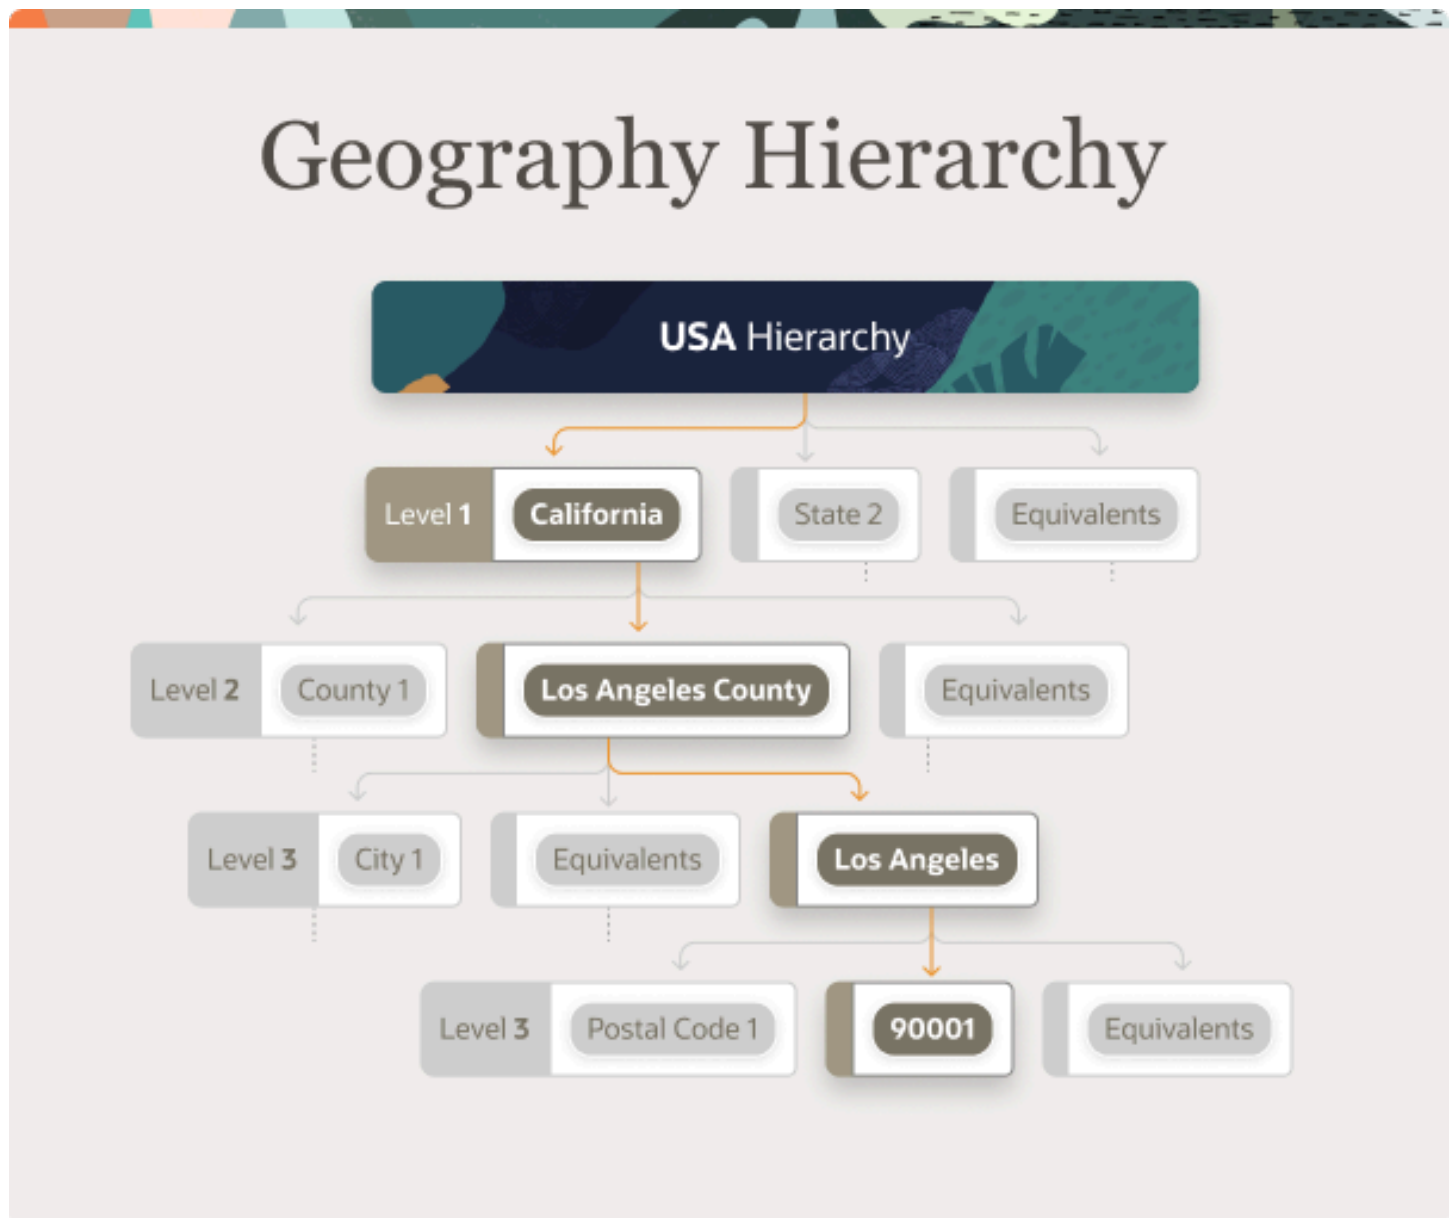 Geography Hierarchy
USA Hierarchy
Level 1 California State 2 Equivalents
Level 2 County 1 Los Angeles County Equivalents
Level 3 City 1 Equivalents Los Angeles
Level 3 Postal Code 1 90001 Equivalents